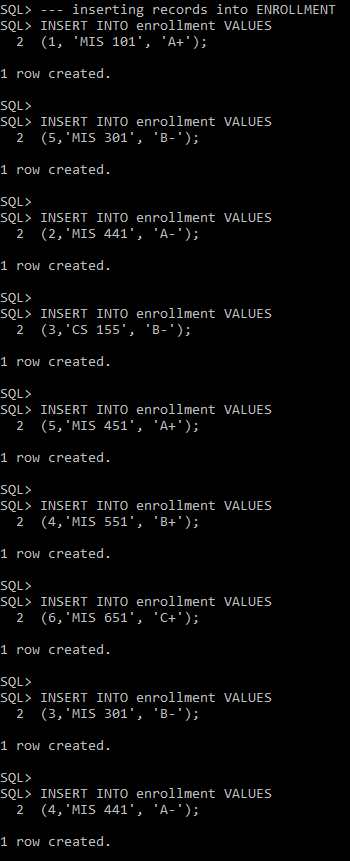 SQL> --- inserting records into ENROLLMENT
SQL> INSERT INTO enrollment VALUES
  2  (1, 'MIS 101', 'A+');
1 row created.
SQL>
SQL> INSERT INTO enrollment VALUES
  2  (5,'MIS 301', 'B-');
1 row created.
SQL>
SQL> INSERT INTO enrollment VALUES
  2  (2,'MIS 441', 'A-');
1 row created.
SQL>
SQL> INSERT INTO enrollment VALUES
  2  (3,'CS 155', 'B-');
1 row created.
SQL>
SQL> INSERT INTO enrollment VALUES
  2  (5,'MIS 451', 'A+');
1 row created.
SQL>
SQL> INSERT INTO enrollment VALUES
  2  (4,'MIS 551', 'B+');
1 row created.
SQL>
SQL> INSERT INTO enrollment VALUES
  2  (6,'MIS 651', 'C+');
1 row created.
SQL>
SQL> INSERT INTO enrollment VALUES
  2  (3,'MIS 301', 'B-');
1 row created.
SQL>
SQL> INSERT INTO enrollment VALUES
  2  (4,'MIS 441', 'A-');
1 row created.